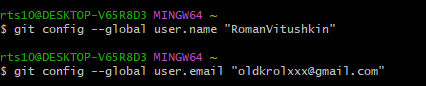 rts10@DESKTOP-V65R8D3 MINGW64 ~
$ git config --global user.name "RomanVitushkin"
rts10@DESKTOP-V65R8D3 MINGW64 ~
$ git config --global user.email "oldkrolxxx@gmail.com"